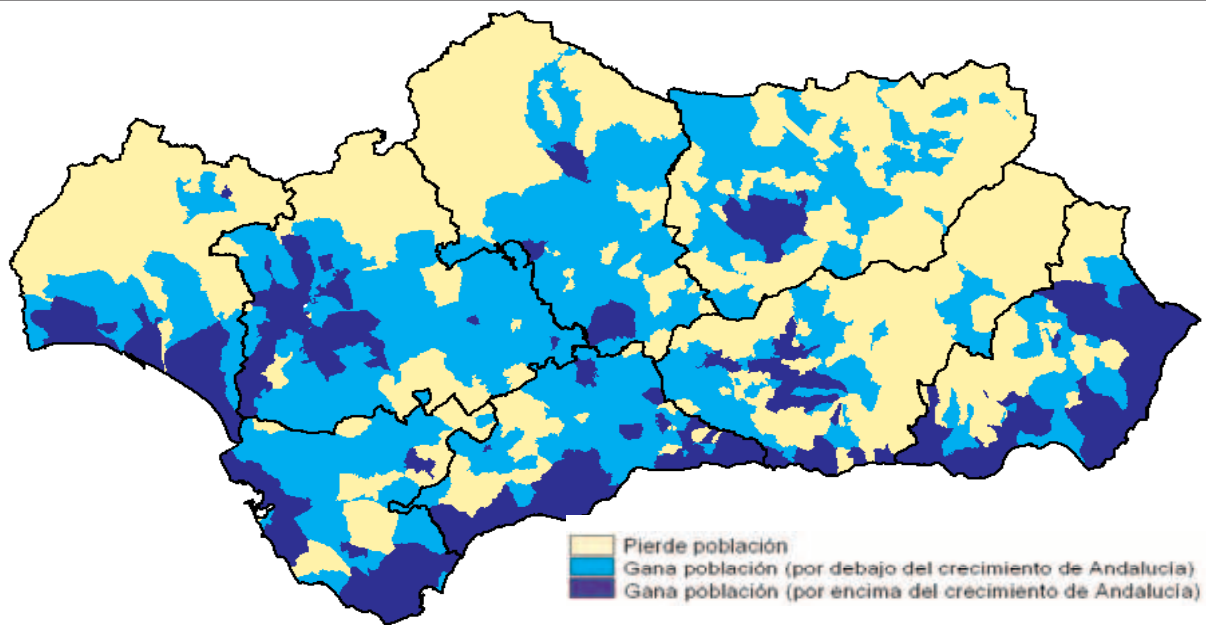 Pierde población
Gana población (por debajo del crecimiento de Andalucía)
Gana población (por encima del crecimiento de Andalucía)